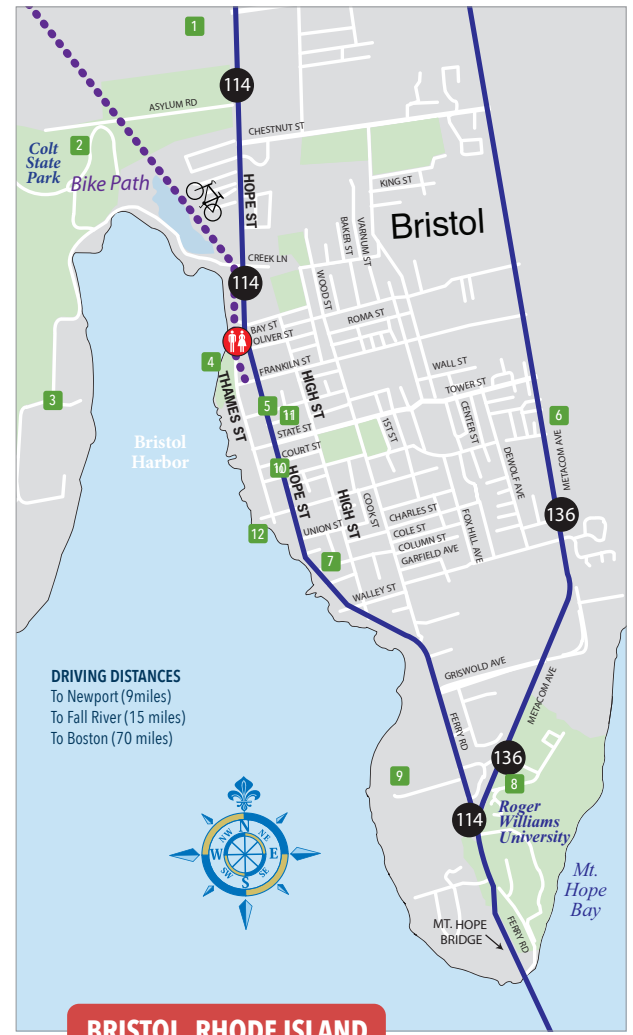 1
114
ASYLUM RD
CHESTNUT ST
2
Colt
State
Park
Bike Path
HOPE ST
KING ST
BAKER ST
VARNUM ST
Bristol
CREEK LN
114
WOOD ST
BAY ST
OLIVER ST
ROMA ST
4
FRANKILN ST
WALL ST
TOWER ST
THAMES ST
HIGH ST
3
5
11
STATE ST
1ST ST
CENTER ST
6
METACOM AVE
Bristol
Harbor
COURT ST
10
HOPE ST
DEWOLF AVE
HIGH ST
COOK ST
136
12
UNION ST
CHARLES ST
COLE ST
COLUMN ST
GARFIELD AVE
FOX HILL AVE
7
WALLEY ST
DRIVING DISTANCES
To Newport (9miles)
To Fall River (15 miles)
To Boston (70 miles)
GRISWOLD AVE
FERRY RD
METACOM AVE
136
9
8
114
Roger
Williams
University
N
NW
NE
W
E
SW
SE
S
Mt.
Hope
Bay
MT. HOPE
BRIDGE
FERRY RD
BRISTOL, RHODE ISLAND